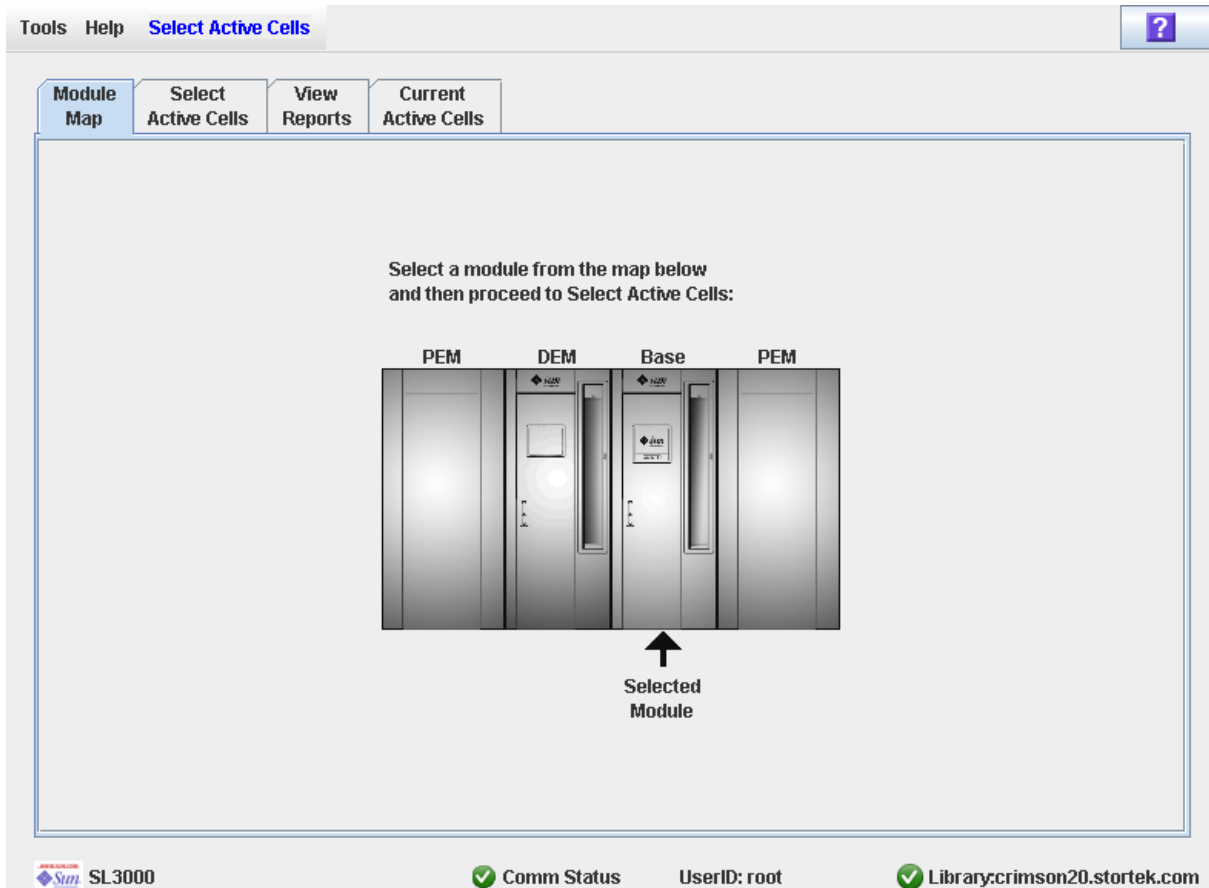 Tools Help Select Active Cells
?
Module Map
Select Active Cells
View Reports
Current Active Cells
Select a module from the map below
and then proceed to Select Active Cells:
PEM DEM Base PEM
Sun
Selected
Module
Sun SL3000 Comm Status UserID: root Library:crimson20.stortek.com